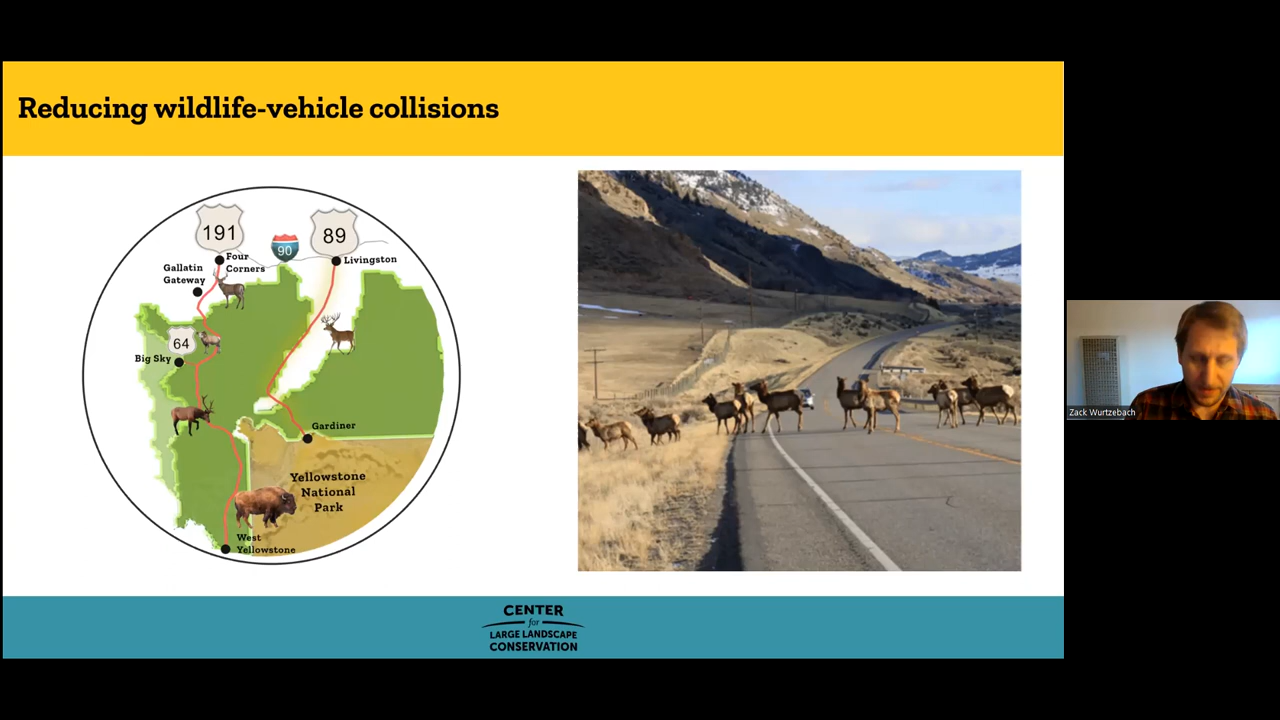 Reducing wildlife-vehicle collisions
191
90
89
Four
Corners
Livingston
Gallatin
Gateway
64
Big Sky
Gardiner
Yellowstone
National
Park
West
Yellowstone
Zack Wurtzebach
CENTER
for
LARGE LANDSCAPE
CONSERVATION